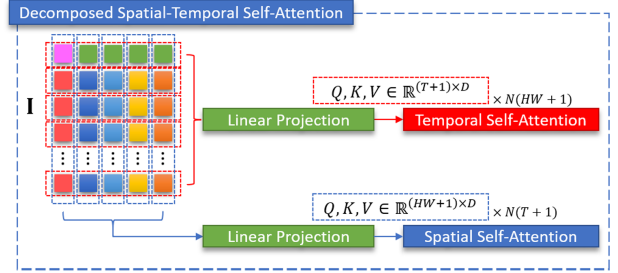 Decomposed Spatial-Temporal Self-Attention
I
Q, K, V ∈ ℝ^{(T+1)×D} × N(HW + 1)
Linear Projection
Temporal Self-Attention
Q, K, V ∈ ℝ^{(HW+1)×D} × N(T + 1)
Linear Projection
Spatial Self-Attention